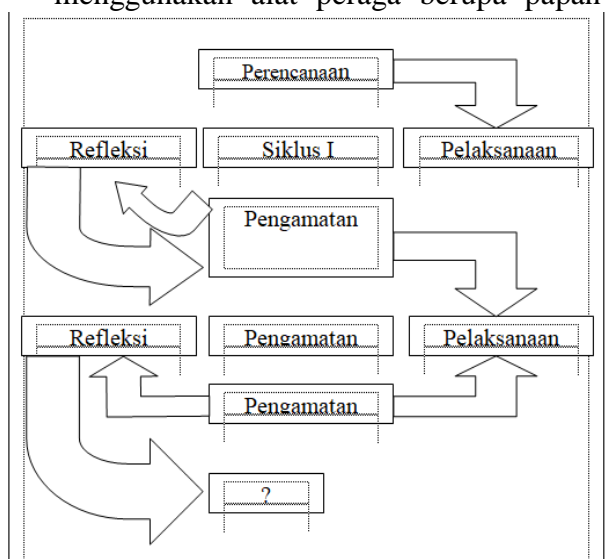 menggunakan alat peraga berupa papan
Perencanaan
Refleksi Siklus I Pelaksanaan
Pengamatan
Refleksi Pengamatan Pelaksanaan
Pengamatan
?